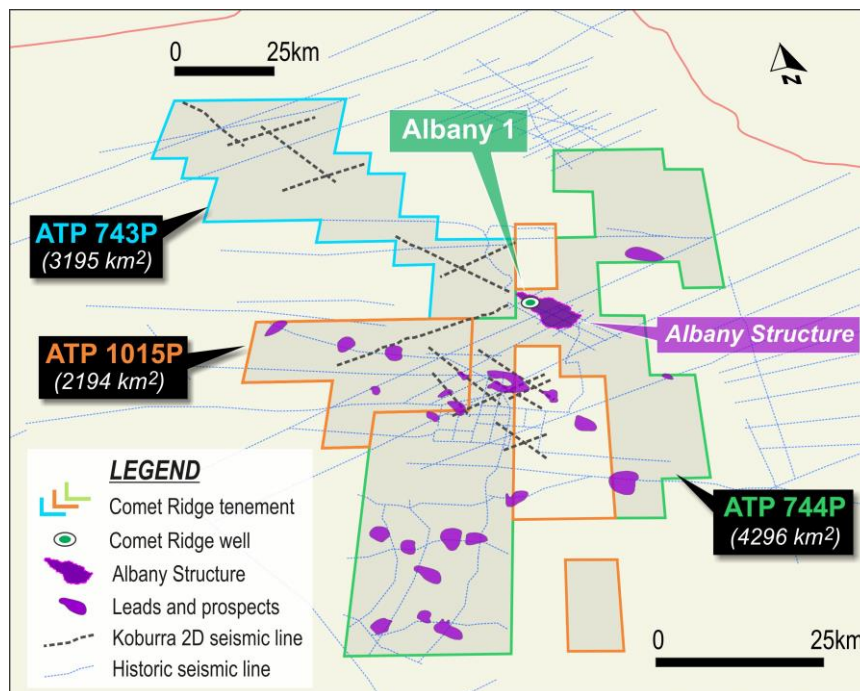 0 25km
N
Albany 1
ATP 743P
(3195 km²)
Albany Structure
ATP 1015P
(2194 km²)
LEGEND
Comet Ridge tenement
Comet Ridge well
Albany Structure
Leads and prospects
Koburra 2D seismic line
Historic seismic line
ATP 744P
(4296 km²)
0 25km